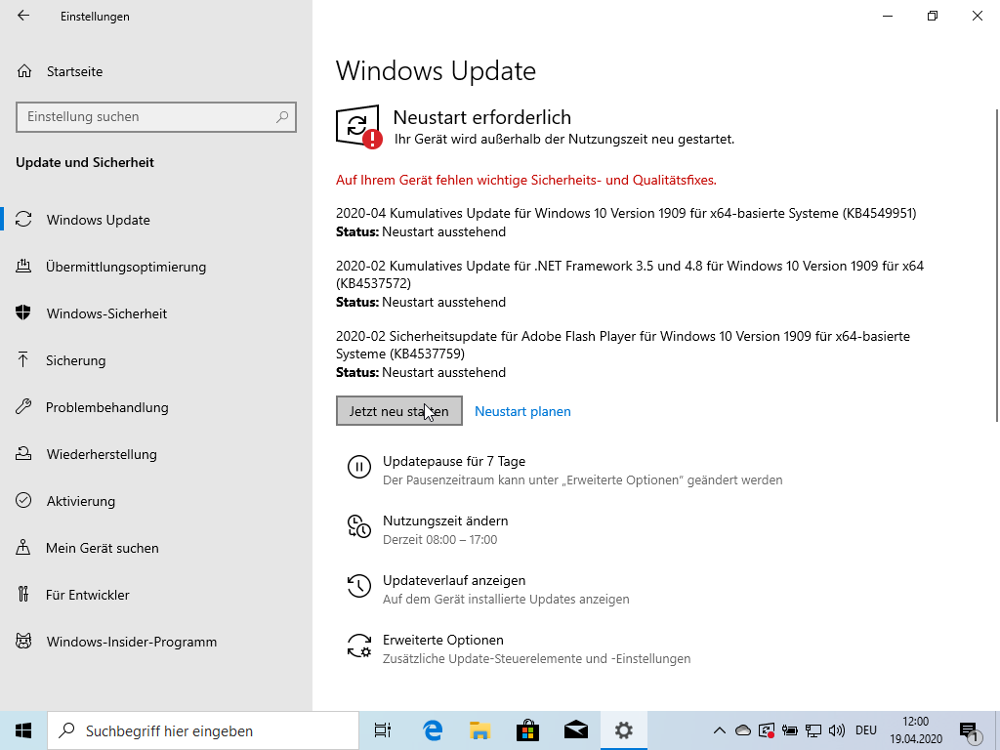 Einstellungen
Startseite
Einstellung suchen
Update und Sicherheit
Windows Update
Übermittlungsoptimierung
Windows-Sicherheit
Sicherung
Problembehandlung
Wiederherstellung
Aktivierung
Mein Gerät suchen
Für Entwickler
Windows-Insider-Programm
Windows Update
Neustart erforderlich
Ihr Gerät wird außerhalb der Nutzungszeit neu gestartet.
Auf Ihrem Gerät fehlen wichtige Sicherheits- und Qualitätsfixes.
2020-04 Kumulatives Update für Windows 10 Version 1909 für x64-basierte Systeme (KB4549951)
Status: Neustart ausstehend
2020-02 Kumulatives Update für .NET Framework 3.5 und 4.8 für Windows 10 Version 1909 für x64
(KB4537572)
Status: Neustart ausstehend
2020-02 Sicherheitsupdate für Adobe Flash Player für Windows 10 Version 1909 für x64-basierte
Systeme (KB4537759)
Status: Neustart ausstehend
Jetzt neu starten Neustart planen
Updatepause für 7 Tage
Der Pausenzeitraum kann unter „Erweiterte Optionen“ geändert werden
Nutzungszeit ändern
Derzeit 08:00 – 17:00
Updateverlauf anzeigen
Auf dem Gerät installierte Updates anzeigen
Erweiterte Optionen
Zusätzliche Update-Steuerelemente und -Einstellungen
Suchbegriff hier eingeben
DEU
12:00
19.04.2020
1